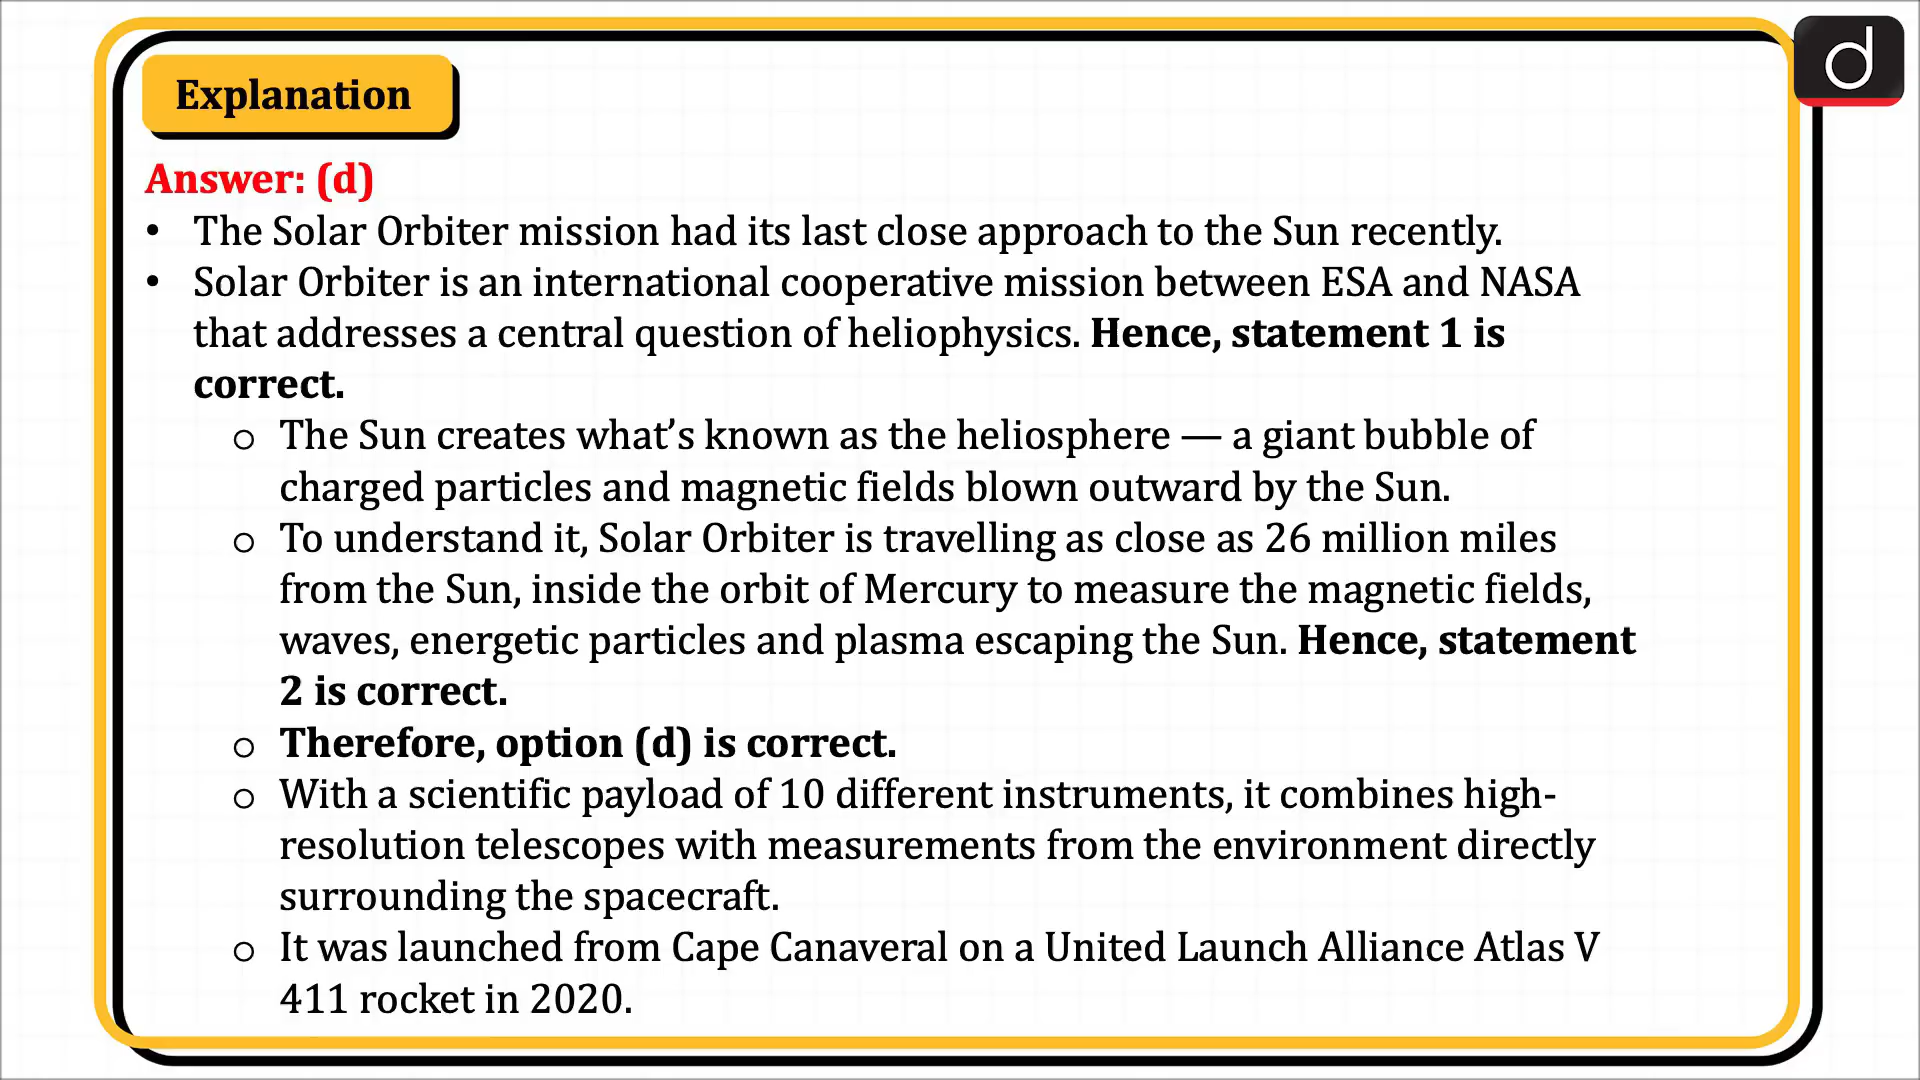 Explanation
d
Answer: (d)
• The Solar Orbiter mission had its last close approach to the Sun recently.
• Solar Orbiter is an international cooperative mission between ESA and NASA
that addresses a central question of heliophysics. Hence, statement 1 is
correct.
o The Sun creates what’s known as the heliosphere — a giant bubble of
charged particles and magnetic fields blown outward by the Sun.
o To understand it, Solar Orbiter is travelling as close as 26 million miles
from the Sun, inside the orbit of Mercury to measure the magnetic fields,
waves, energetic particles and plasma escaping the Sun. Hence, statement
2 is correct.
o Therefore, option (d) is correct.
o With a scientific payload of 10 different instruments, it combines high-
resolution telescopes with measurements from the environment directly
surrounding the spacecraft.
o It was launched from Cape Canaveral on a United Launch Alliance Atlas V
411 rocket in 2020.